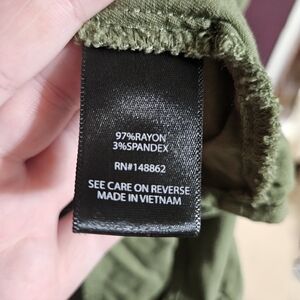 97%RAYON
3%SPANDEX
RN#148862
SEE CARE ON REVERSE
MADE IN VIETNAM